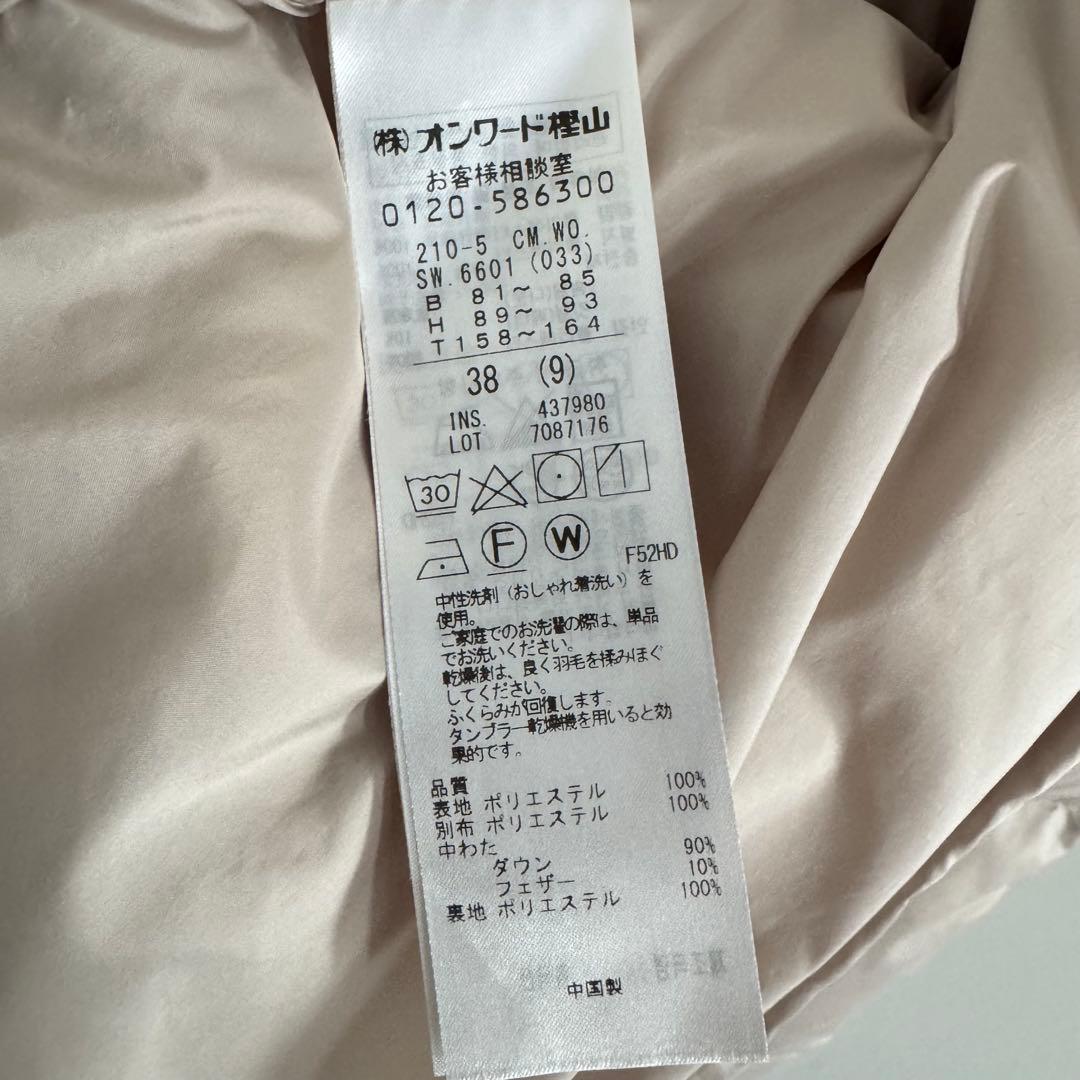 ㈱オンワード樫山
お客様相談室
0120-586300
210-5 CM.WO.
SW.6601(033)
B 81～ 85
H 89～ 93
T158～164
38 (9)
INS. 437980
LOT 7087176
30
F W F52HD
中性洗剤（おしゃれ着洗い）を
使用。
ご家庭でのお洗濯の際は、単品
でお洗いください。
乾燥後は、良く羽毛を揉みほぐ
してください。
ふくらみが回復します。
タンブラー乾燥機を用いると効
果的です。
品質
表地 ポリエステル 100%
別布 ポリエステル 100%
中わた
ダウン 90%
フェザー 10%
裏地 ポリエステル 100%
中国製